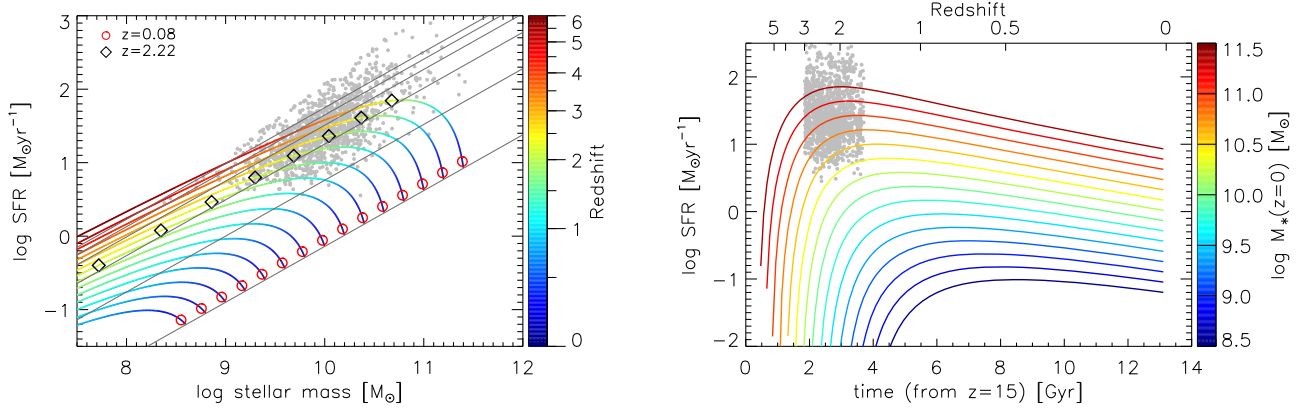 3
2
1
0
−1
log SFR [M⊙yr⁻¹]
z=0.08
z=2.22
8 9 10 11 12
log stellar mass [M⊙]
6
5
4
3
2
1
0
Redshift
Redshift
5 3 2 1 0.5 0
2
1
0
−1
−2
log SFR [M⊙yr⁻¹]
0 2 4 6 8 10 12 14
time (from z=15) [Gyr]
11.5
11.0
10.5
10.0
9.5
9.0
8.5
log M*(z=0) [M⊙]